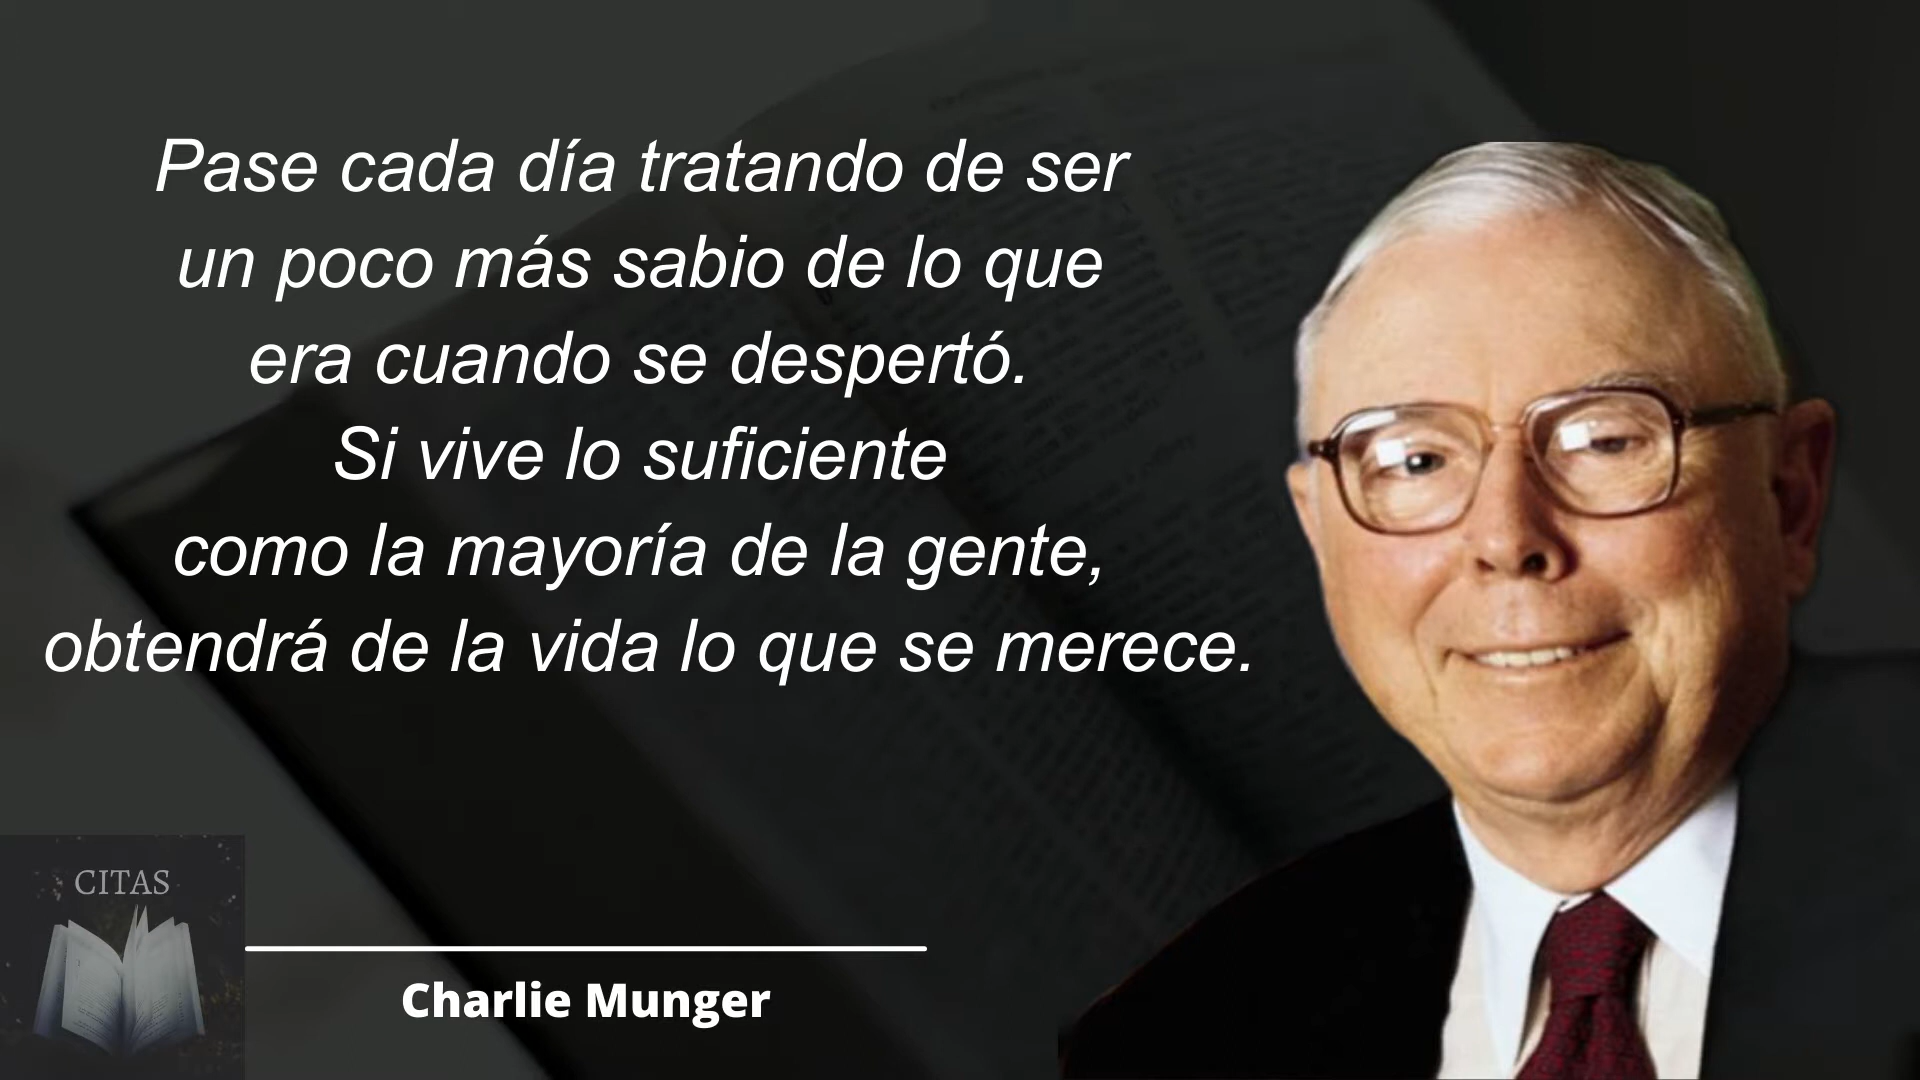 Pase cada día tratando de ser
un poco más sabio de lo que
era cuando se despertó.
Si vive lo suficiente
como la mayoría de la gente,
obtendrá de la vida lo que se merece.
CITAS
Charlie Munger